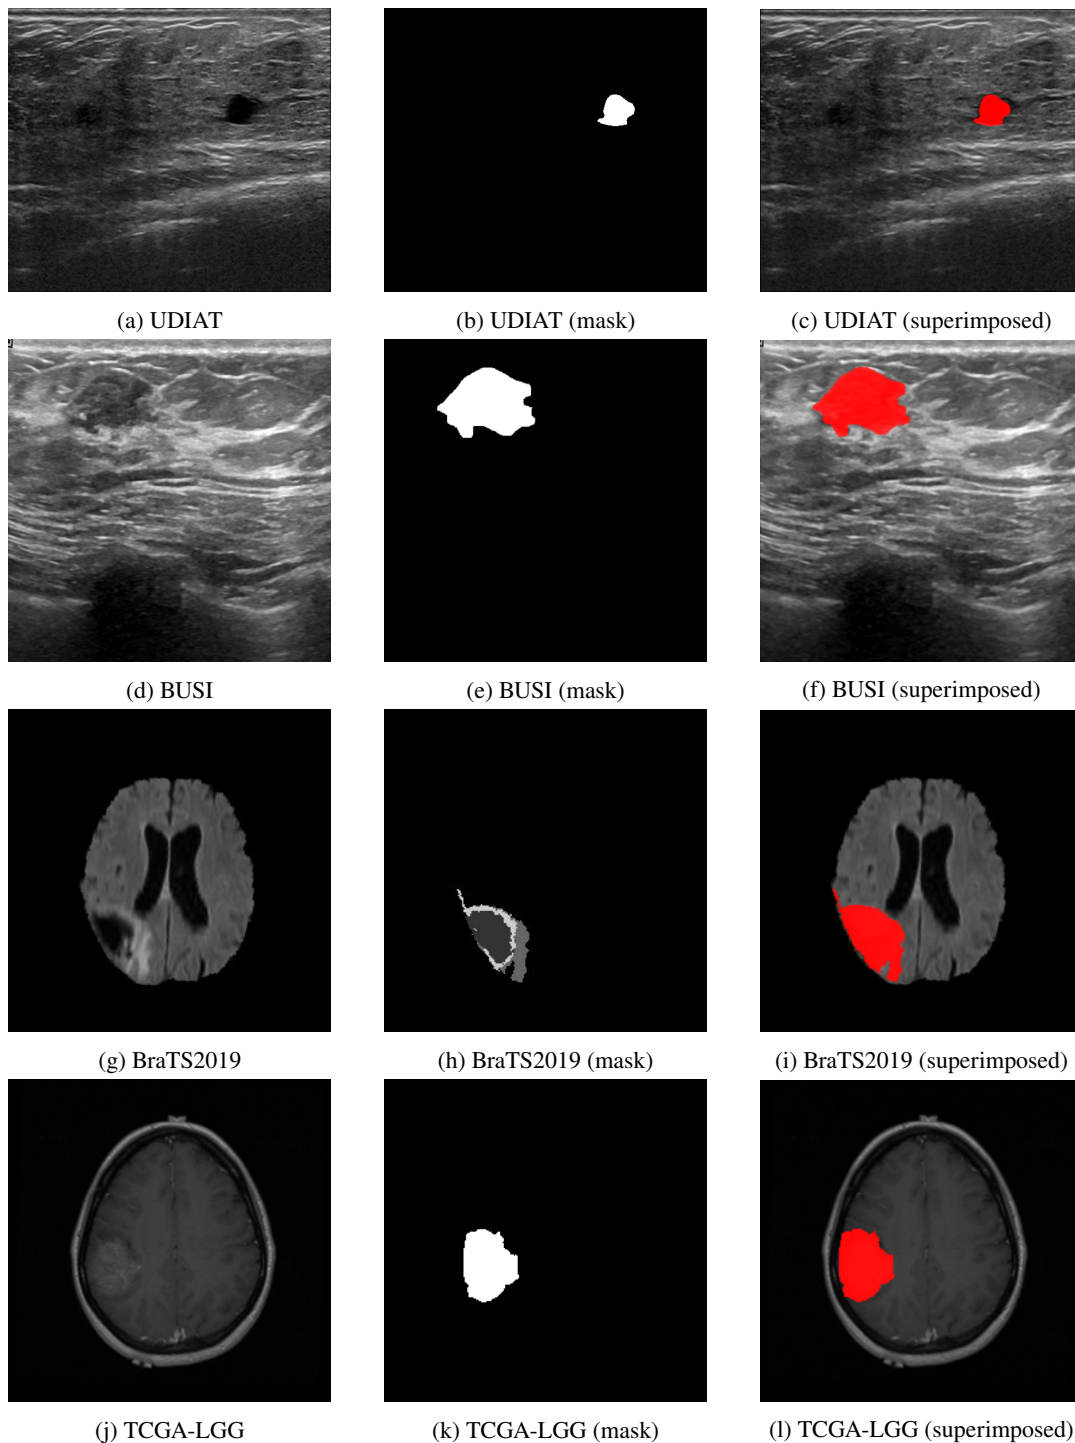 (a) UDIAT
(b) UDIAT (mask)
(c) UDIAT (superimposed)
(d) BUSI
(e) BUSI (mask)
(f) BUSI (superimposed)
(g) BraTS2019
(h) BraTS2019 (mask)
(i) BraTS2019 (superimposed)
(j) TCGA-LGG
(k) TCGA-LGG (mask)
(l) TCGA-LGG (superimposed)